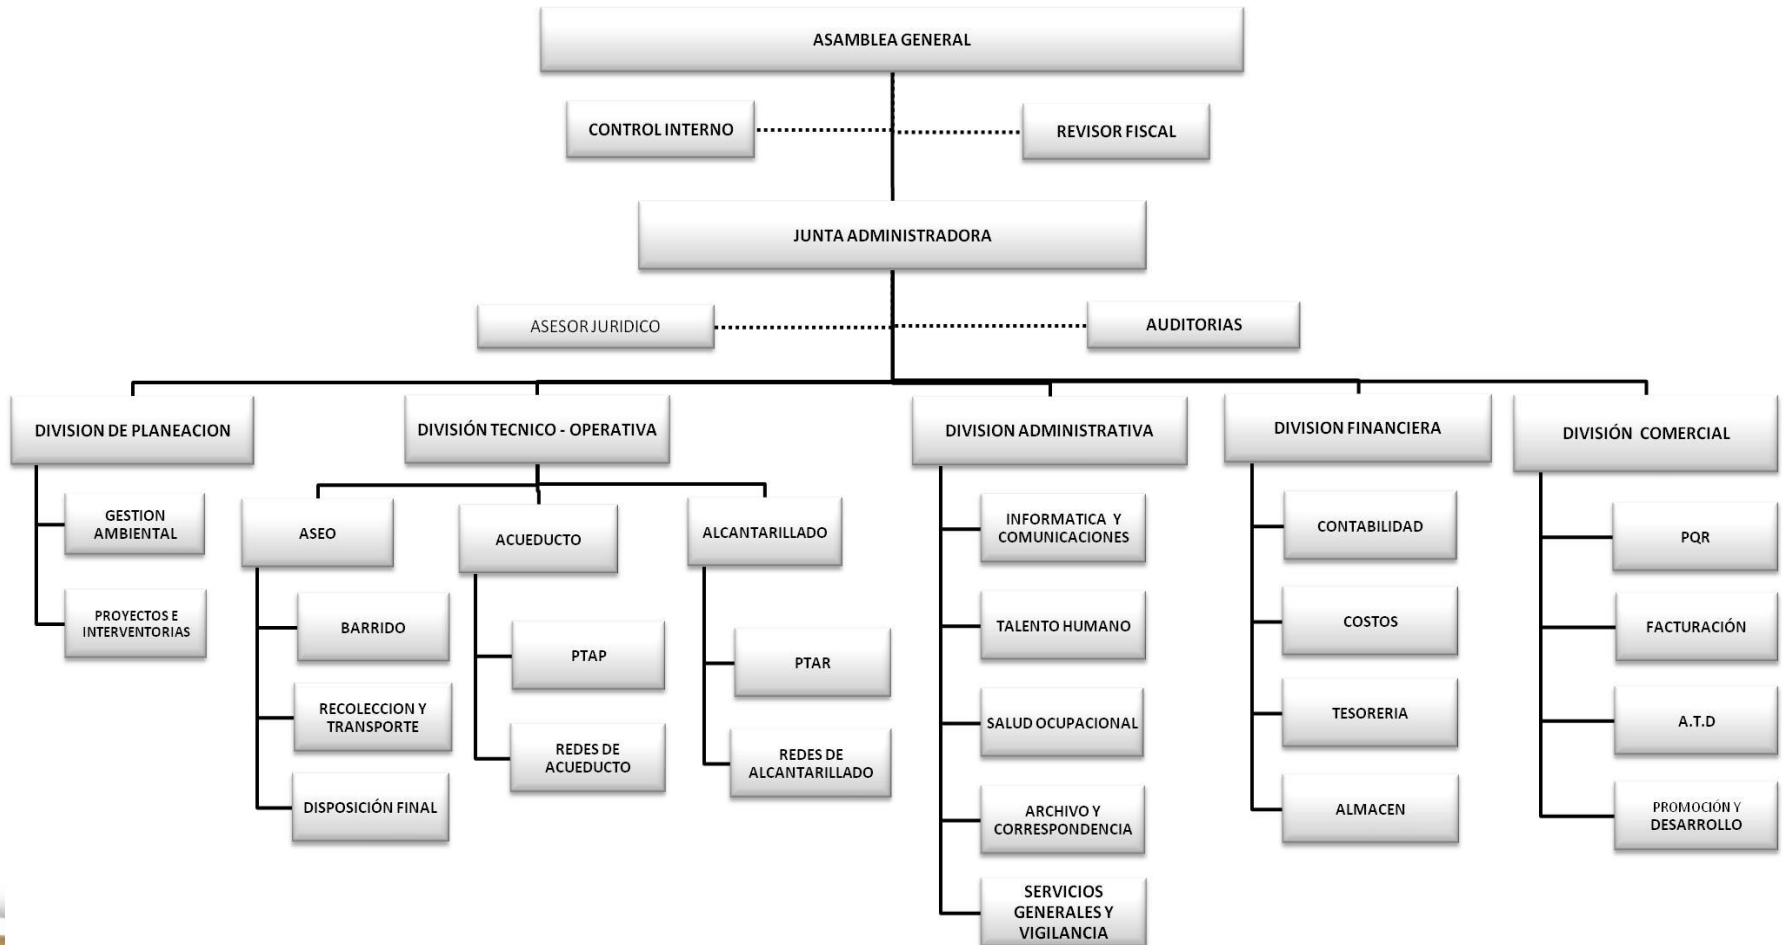 ASAMBLEA GENERAL
CONTROL INTERNO
REVISOR FISCAL
JUNTA ADMINISTRADORA
ASESOR JURIDICO
AUDITORIAS
DIVISION DE PLANEACION
DIVISIÓN TECNICO - OPERATIVA
DIVISION ADMINISTRATIVA
DIVISION FINANCIERA
DIVISIÓN COMERCIAL
GESTION
AMBIENTAL
PROYECTOS E
INTERVENTORIAS
ASEO
BARRIDO
RECOLECCION Y
TRANSPORTE
DISPOSICIÓN FINAL
ACUEDUCTO
PTAP
REDES DE
ACUEDUCTO
ALCANTARILLADO
PTAR
REDES DE
ALCANTARILLADO
INFORMATICA Y
COMUNICACIONES
TALENTO HUMANO
SALUD OCUPACIONAL
ARCHIVO Y
CORRESPONDENCIA
SERVICIOS
GENERALES Y
VIGILANCIA
CONTABILIDAD
COSTOS
TESORERIA
ALMACEN
PQR
FACTURACIÓN
A.T.D
PROMOCIÓN Y
DESARROLLO